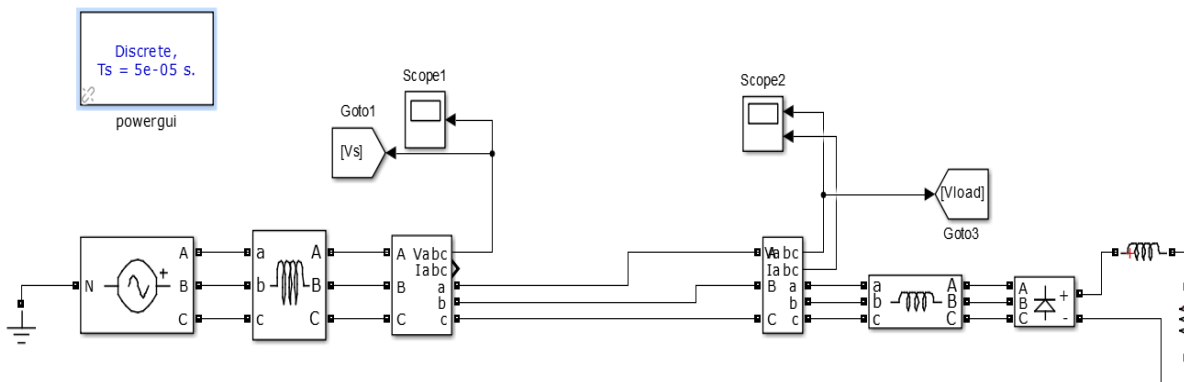 Discrete,
Ts = 5e-05 s.
powergui
Scope1
Goto1
[Vs]
Scope2
[Vload]
Goto3
N
A
B
C
+
a
b
c
A
B
C
A
B
C
Vabc
Iabc
a
b
c
A
B
C
Vabc
Iabc
a
b
c
a
b
c
A
B
C
A
B
C
+
-
+